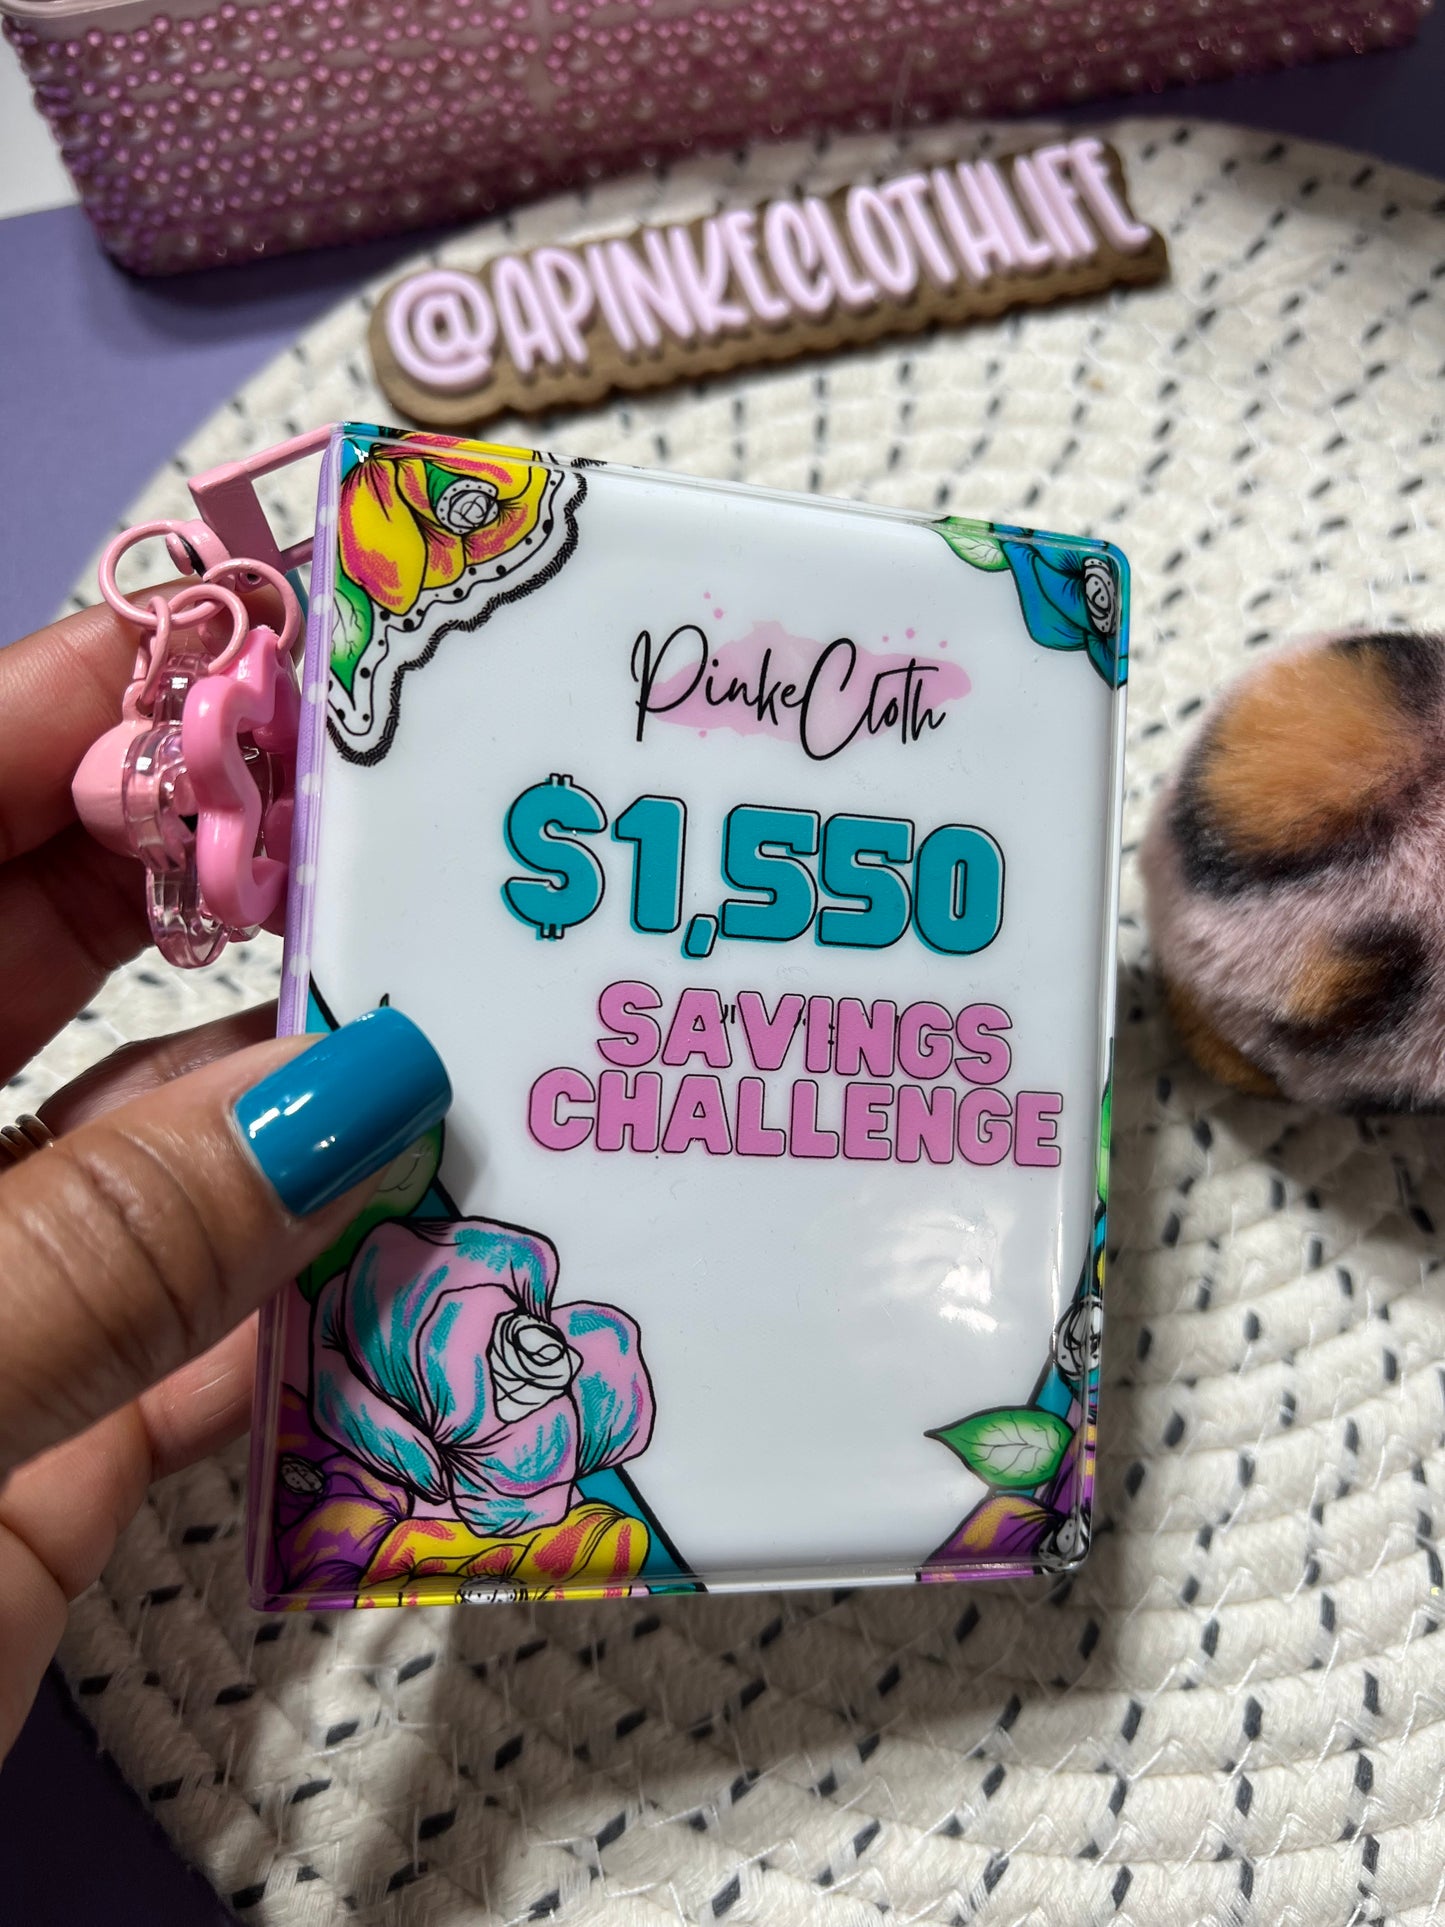 @APINKECLOTHLIFE
PinkeCloth
$1,550
SAVINGS
CHALLENGE